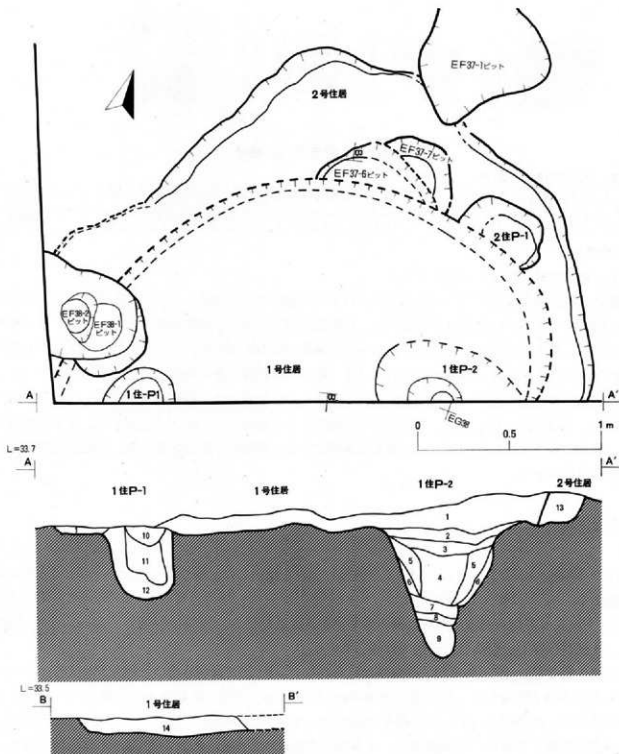 EF37-1ピット
2号住居
B'
EF37-7ピット
EF37-6ピット
2住P-1
EF38-2
ピット
EF38-1
ピット
1号住居
1住P-2
1住-P1
A
B
A'
EG38
0
0.5
1 m
L=33.7
A
A'
1住P-1
1号住居
1住P-2
2号住居
1
13
2
10
3
5
4
5
11
6
6
12
7
8
9
L=33.5
B
1号住居
B'
14